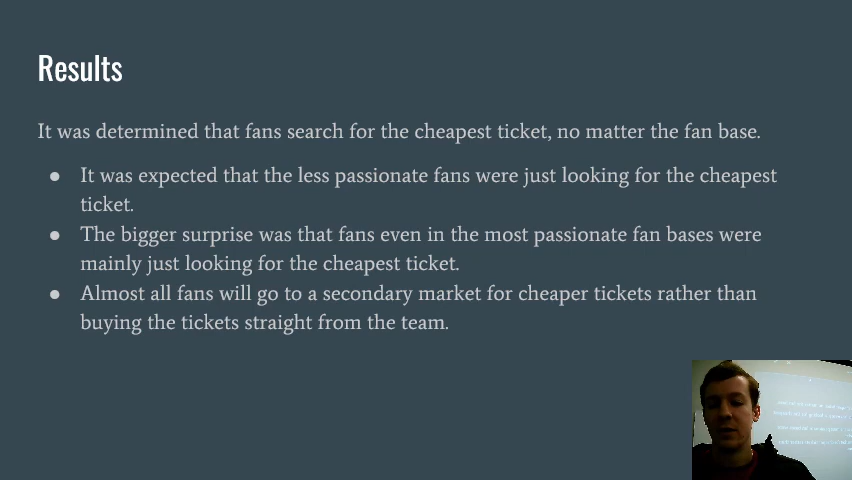 Results
It was determined that fans search for the cheapest ticket, no matter the fan base.
● It was expected that the less passionate fans were just looking for the cheapest
ticket.
● The bigger surprise was that fans even in the most passionate fan bases were
mainly just looking for the cheapest ticket.
● Almost all fans will go to a secondary market for cheaper tickets rather than
buying the tickets straight from the team.